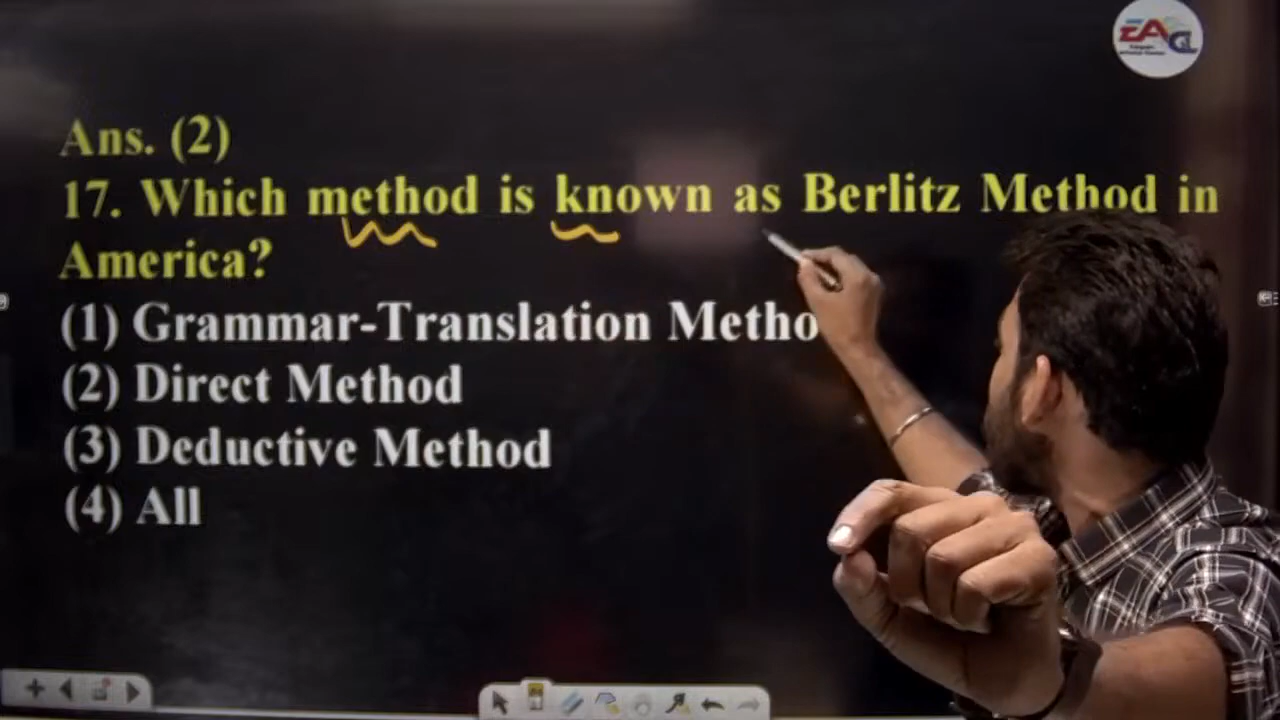 EAGL
Ans. (2)
17. Which method is known as Berlitz Method in
America?
(1) Grammar-Translation Metho
(2) Direct Method
(3) Deductive Method
(4) All